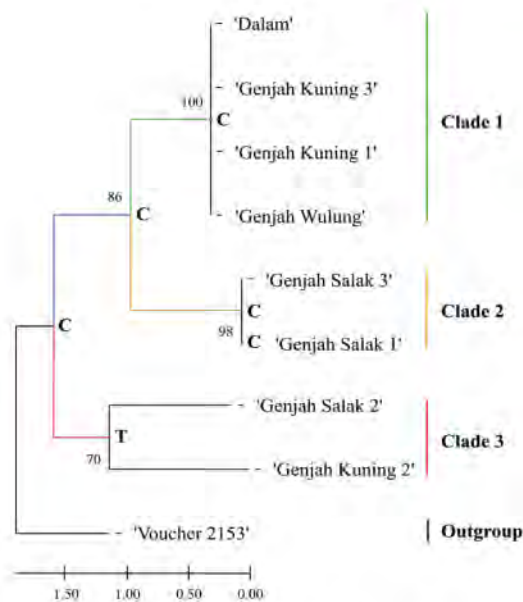 'Dalam'
'Genjah Kuning 3'
100
C
Clade 1
'Genjah Kuning 1'
86
C
'Genjah Wulung'
'Genjah Salak 3'
C
Clade 2
98
C
'Genjah Salak 1'
C
'Genjah Salak 2'
T
Clade 3
70
'Genjah Kuning 2'
'Voucher 2153'
Outgroup
1.50 1.00 0.50 0.00